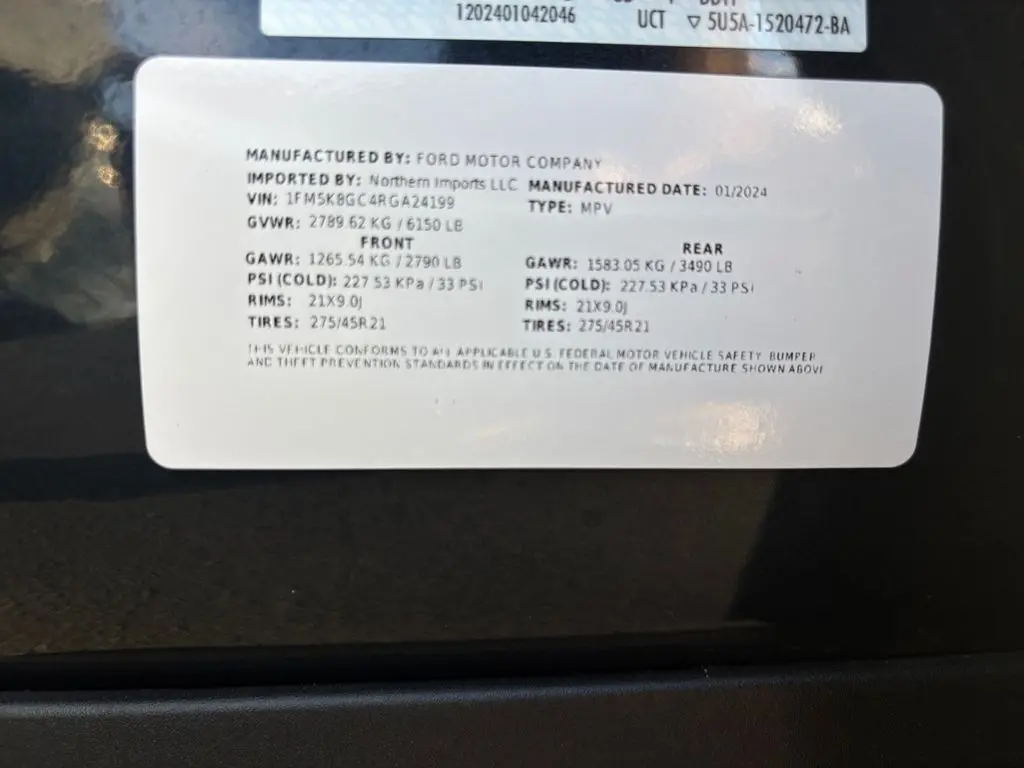 1202401042046
UCT ▽ 5U5A-1520472-BA
MANUFACTURED BY: FORD MOTOR COMPANY
IMPORTED BY: Northern Imports LLC MANUFACTURED DATE: 01/2024
VIN: 1FM5K8GC4RGA24199 TYPE: MPV
GVWR: 2789.62 KG / 6150 LB
FRONT REAR
GAWR: 1265.54 KG / 2790 LB GAWR: 1583.05 KG / 3490 LB
PSI (COLD): 227.53 KPa / 33 PSI PSI (COLD): 227.53 KPa / 33 PSI
RIMS: 21X9.0J RIMS: 21X9.0J
TIRES: 275/45R21 TIRES: 275/45R21
THIS VEHICLE CONFORMS TO ALL APPLICABLE U.S. FEDERAL MOTOR VEHICLE SAFETY BUMPER
AND THEFT PREVENTION STANDARDS IN EFFECT ON THE DATE OF MANUFACTURE SHOWN ABOVE